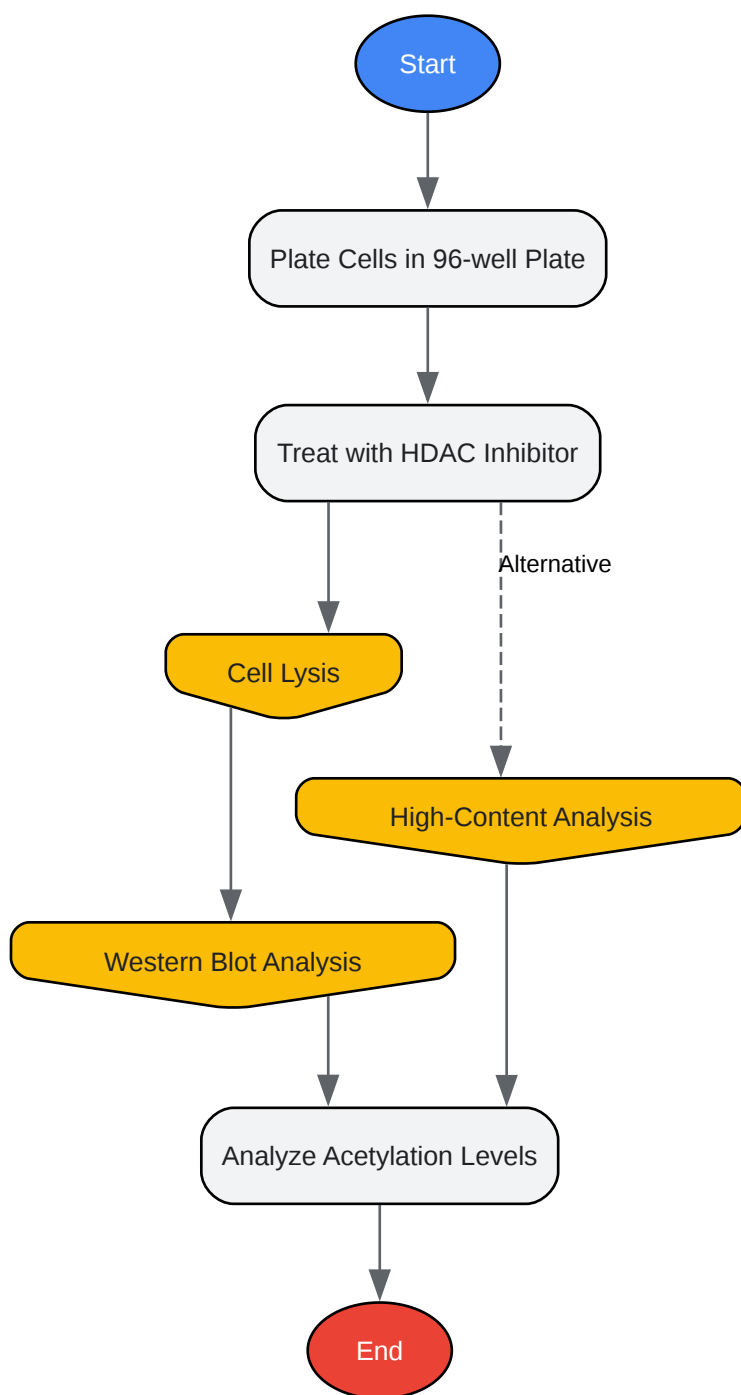 Start
Plate Cells in 96-well Plate
Treat with HDAC Inhibitor
Alternative
Cell Lysis
High-Content Analysis
Western Blot Analysis
Analyze Acetylation Levels
End